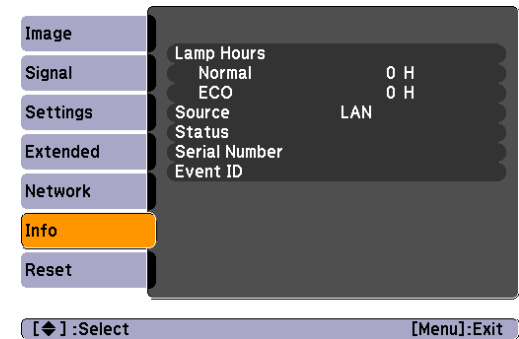 Image
Signal
Settings
Extended
Network
Info
Reset
Lamp Hours
Normal 0 H
ECO 0 H
Source LAN
Status
Serial Number
Event ID
[◆] :Select [Menu]:Exit